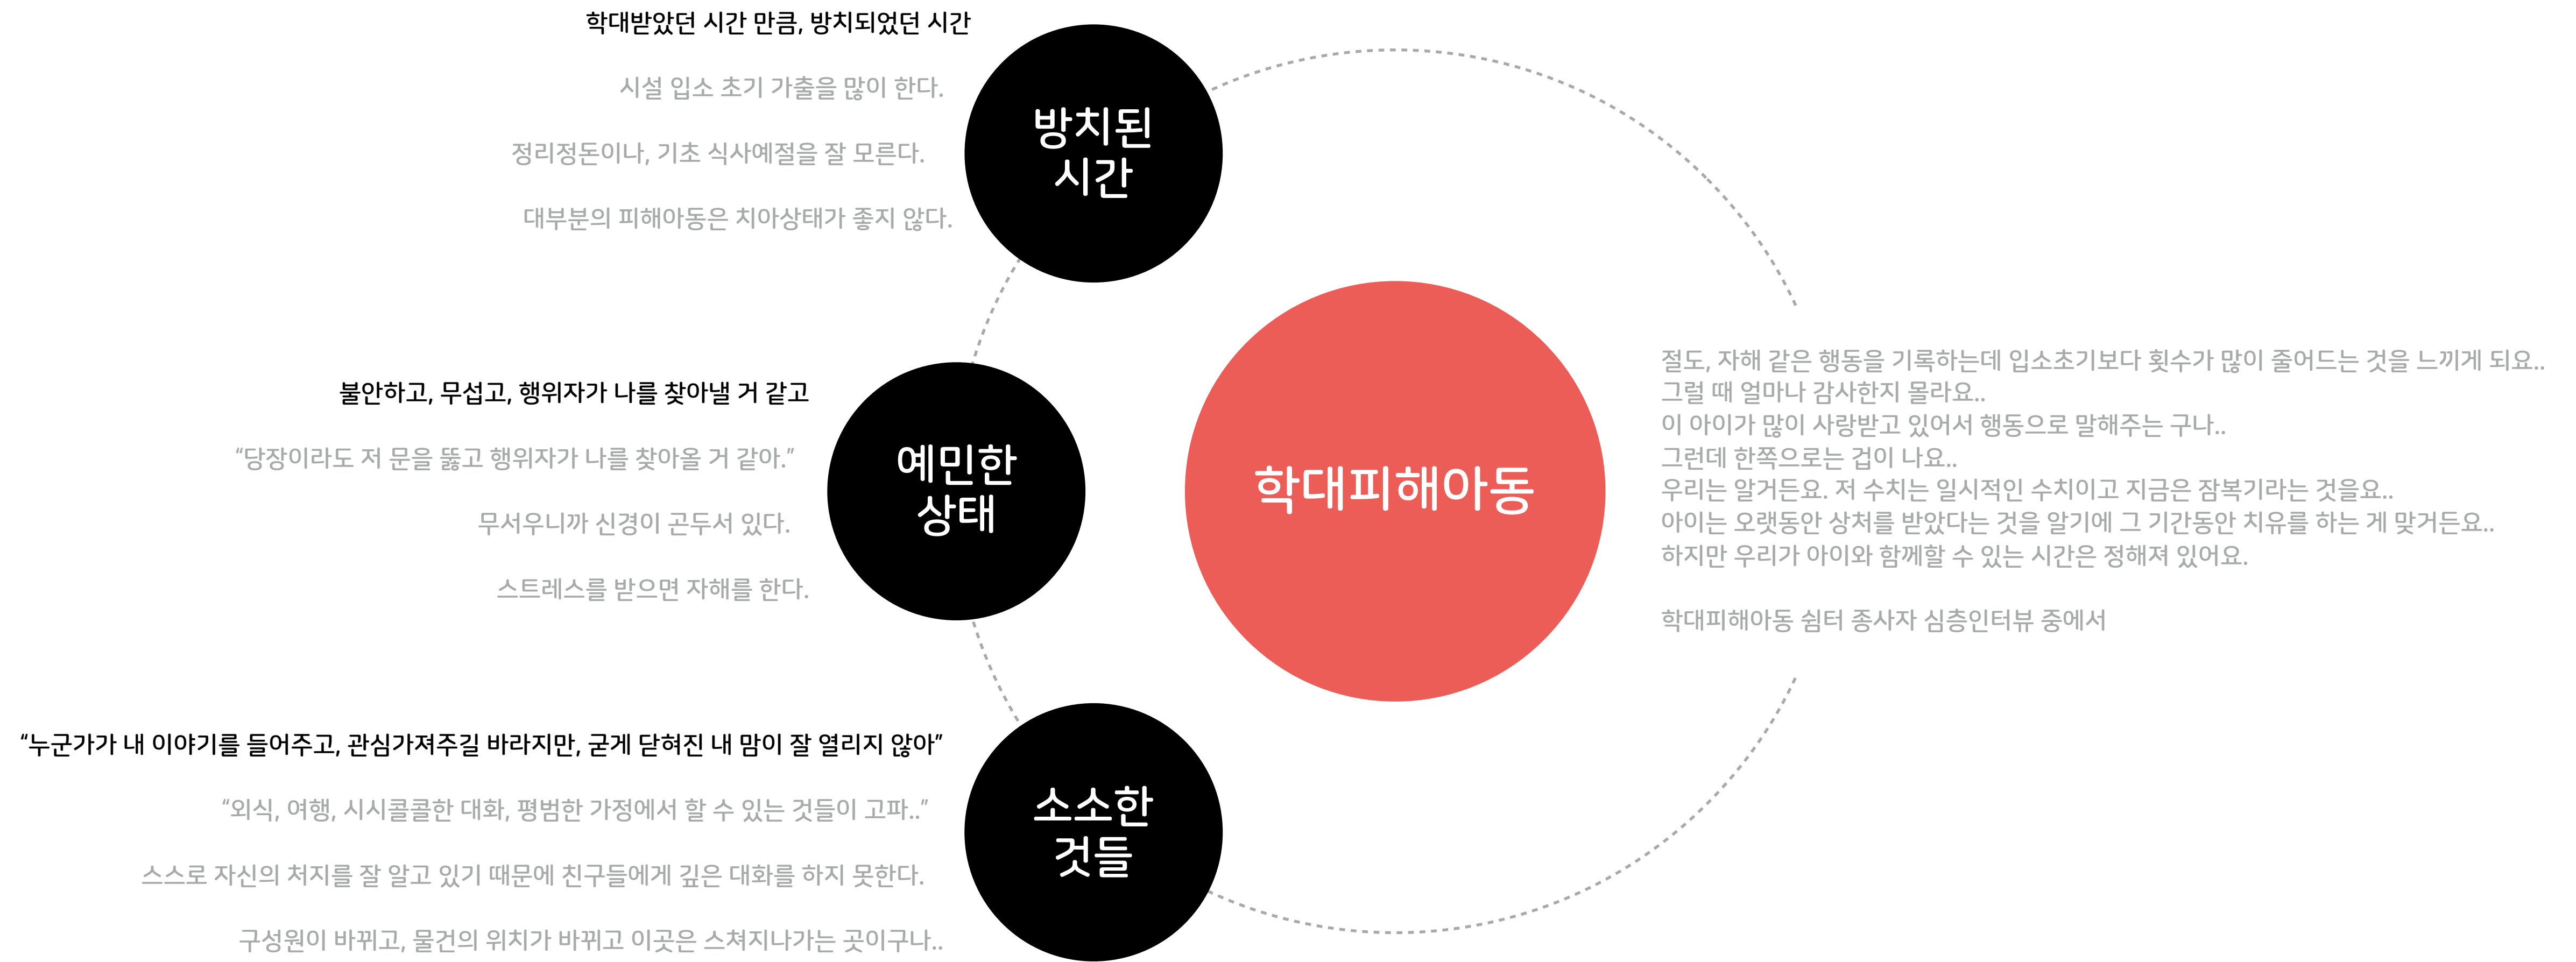 학대받았던 시간 만큼, 방치되었던 시간
시설 입소 초기 가출을 많이 한다.
정리정돈이나, 기초 식사예절을 잘 모른다.
대부분의 피해아동은 치아상태가 좋지 않다.
방치된
시간
불안하고, 무섭고, 행위자가 나를 찾아낼 거 같고
“당장이라도 저 문을 뚫고 행위자가 나를 찾아올 거 같아.”
무서우니까 신경이 곤두서 있다.
스트레스를 받으면 자해를 한다.
예민한
상태
“누군가가 내 이야기를 들어주고, 관심가져주길 바라지만, 굳게 닫혀진 내 맘이 잘 열리지 않아”
“외식, 여행, 시시콜콜한 대화, 평범한 가정에서 할 수 있는 것들이 고파..”
스스로 자신의 처지를 잘 알고 있기 때문에 친구들에게 깊은 대화를 하지 못한다.
구성원이 바뀌고, 물건의 위치가 바뀌고 이곳은 스쳐지나가는 곳이구나..
소소한
것들
학대피해아동
절도, 자해 같은 행동을 기록하는데 입소초기보다 횟수가 많이 줄어드는 것을 느끼게 되요..
그럴 때 얼마나 감사한지 몰라요..
이 아이가 많이 사랑받고 있어서 행동으로 말해주는 구나..
그런데 한쪽으로는 겁이 나요..
우리는 알거든요. 저 수치는 일시적인 수치이고 지금은 잠복기라는 것을요..
아이는 오랫동안 상처를 받았다는 것을 알기에 그 기간동안 치유를 하는 게 맞거든요..
하지만 우리가 아이와 함께할 수 있는 시간은 정해져 있어요.
학대피해아동 쉼터 종사자 심층인터뷰 중에서